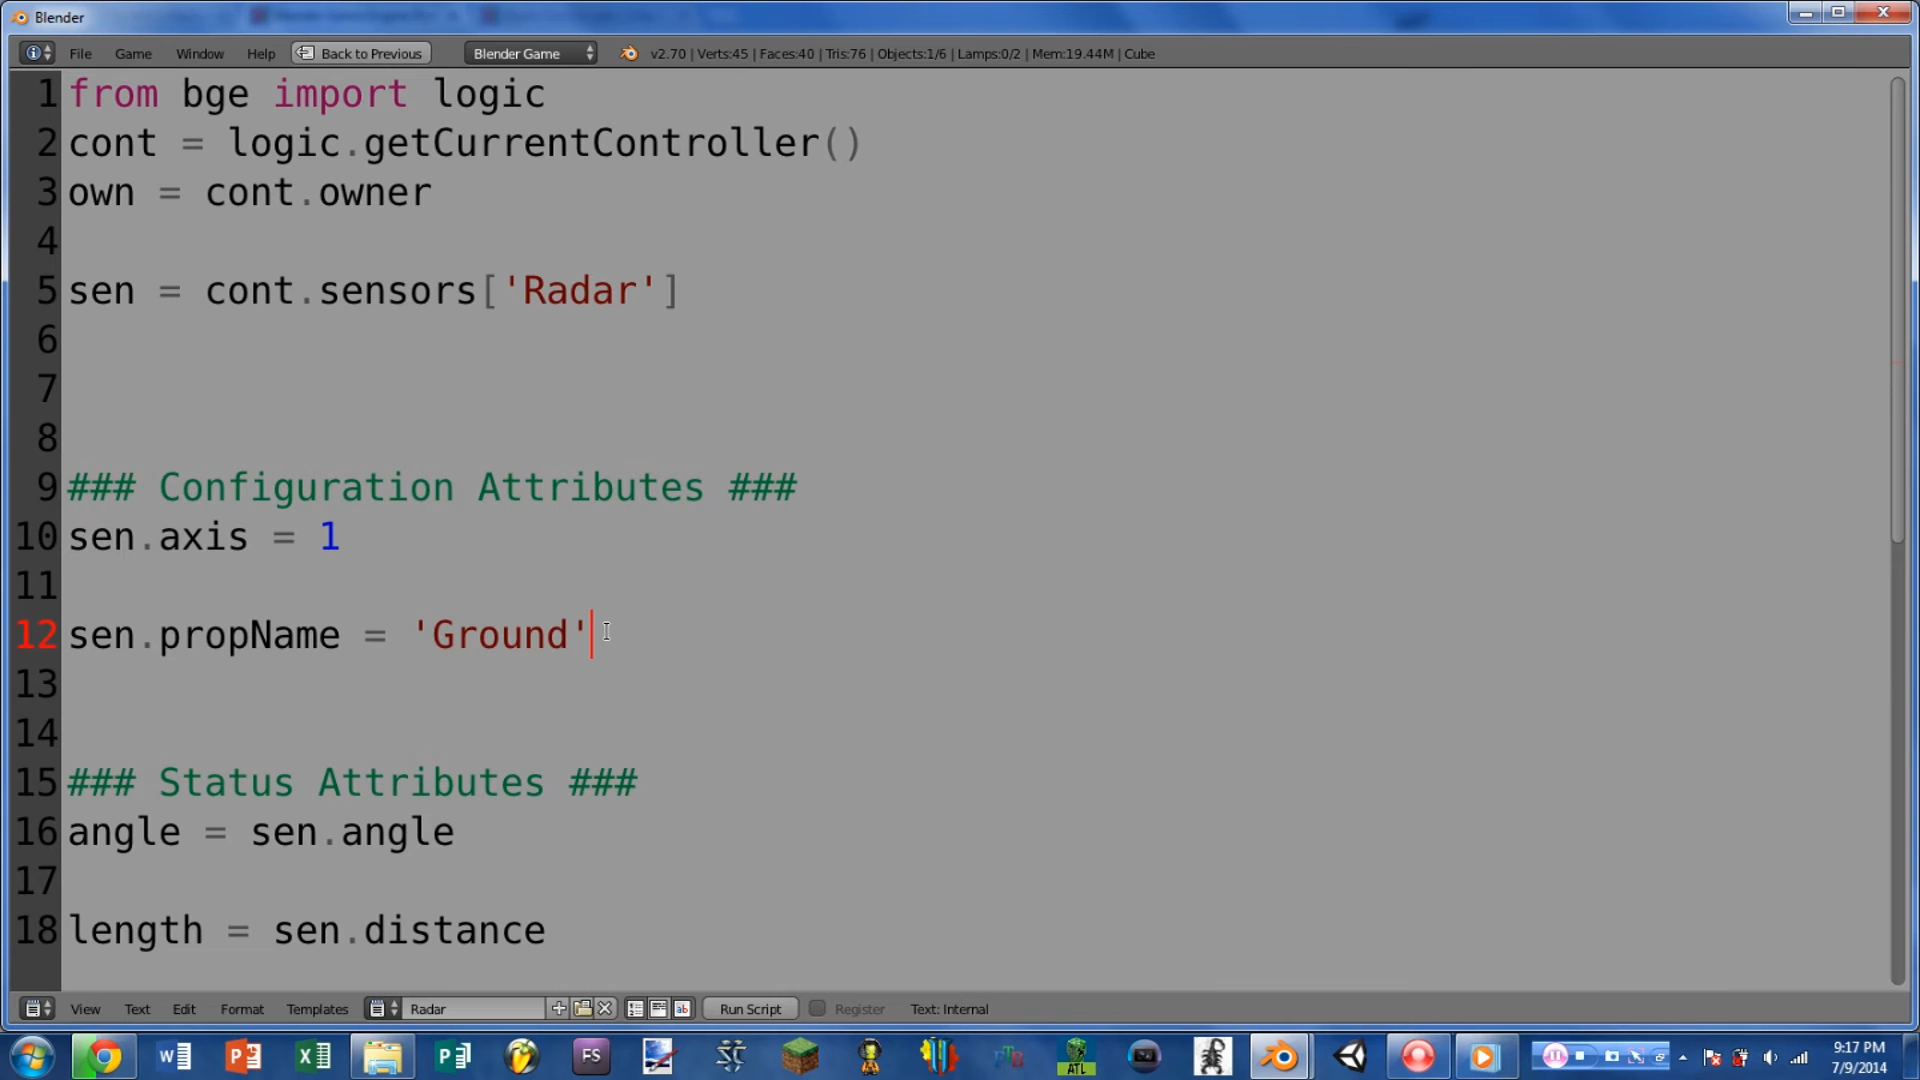 Blender
File Game Window Help Back to Previous Blender Game v2.70 | Verts:45 | Faces:40 | Tris:76 | Objects:1/6 | Lamps:0/2 | Mem:19.44M | Cube
1 from bge import logic
2 cont = logic.getCurrentController()
3 own = cont.owner
4
5 sen = cont.sensors['Radar']
6
7
8
9 ### Configuration Attributes ###
10 sen.axis = 1
11
12 sen.propName = 'Ground'
13
14
15 ### Status Attributes ###
16 angle = sen.angle
17
18 length = sen.distance
View Text Edit Format Templates Radar Run Script Register Text: Internal
FS
ATL
9:17 PM
7/9/2014